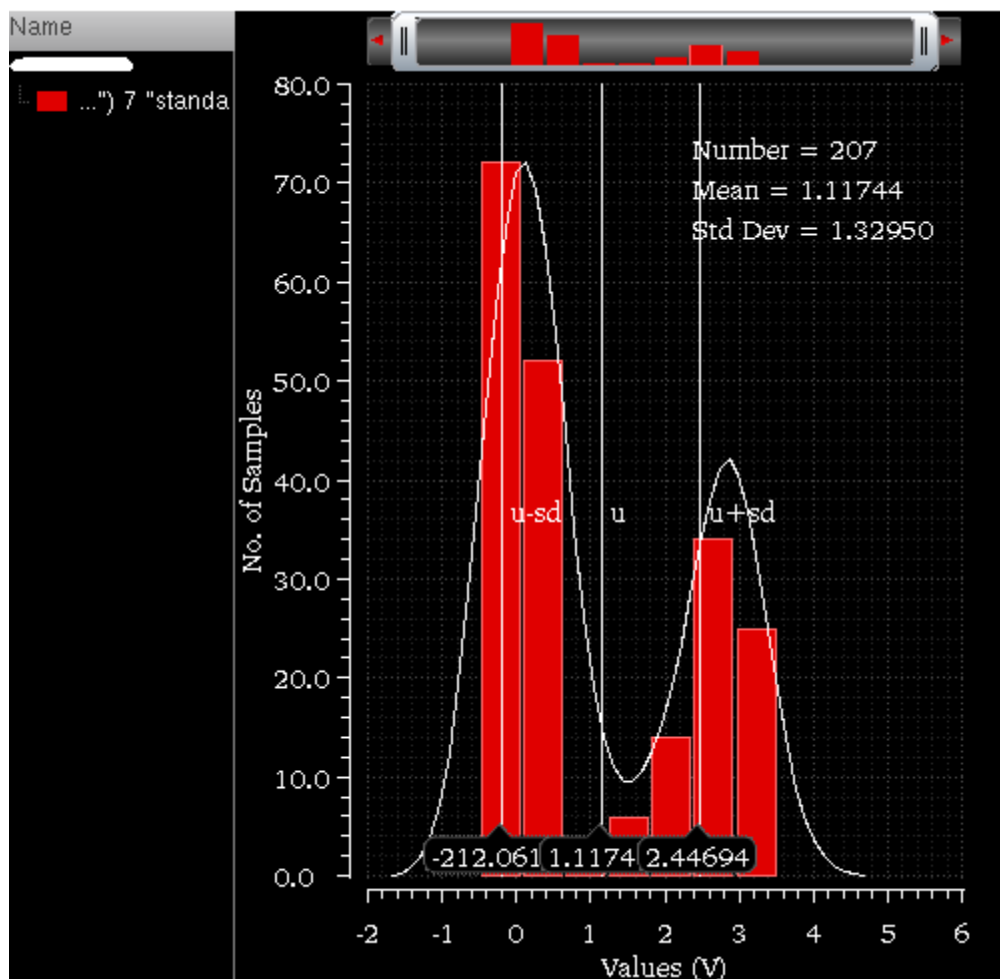 Name
...") 7 "standa
80.0
70.0
60.0
50.0
40.0
30.0
20.0
10.0
0.0
No. of Samples
Number = 207
Mean = 1.11744
Std Dev = 1.32950
u-sd
u
u+sd
-212.061
1.1174
2.44694
-2
-1
0
1
2
3
4
5
6
Values (V)